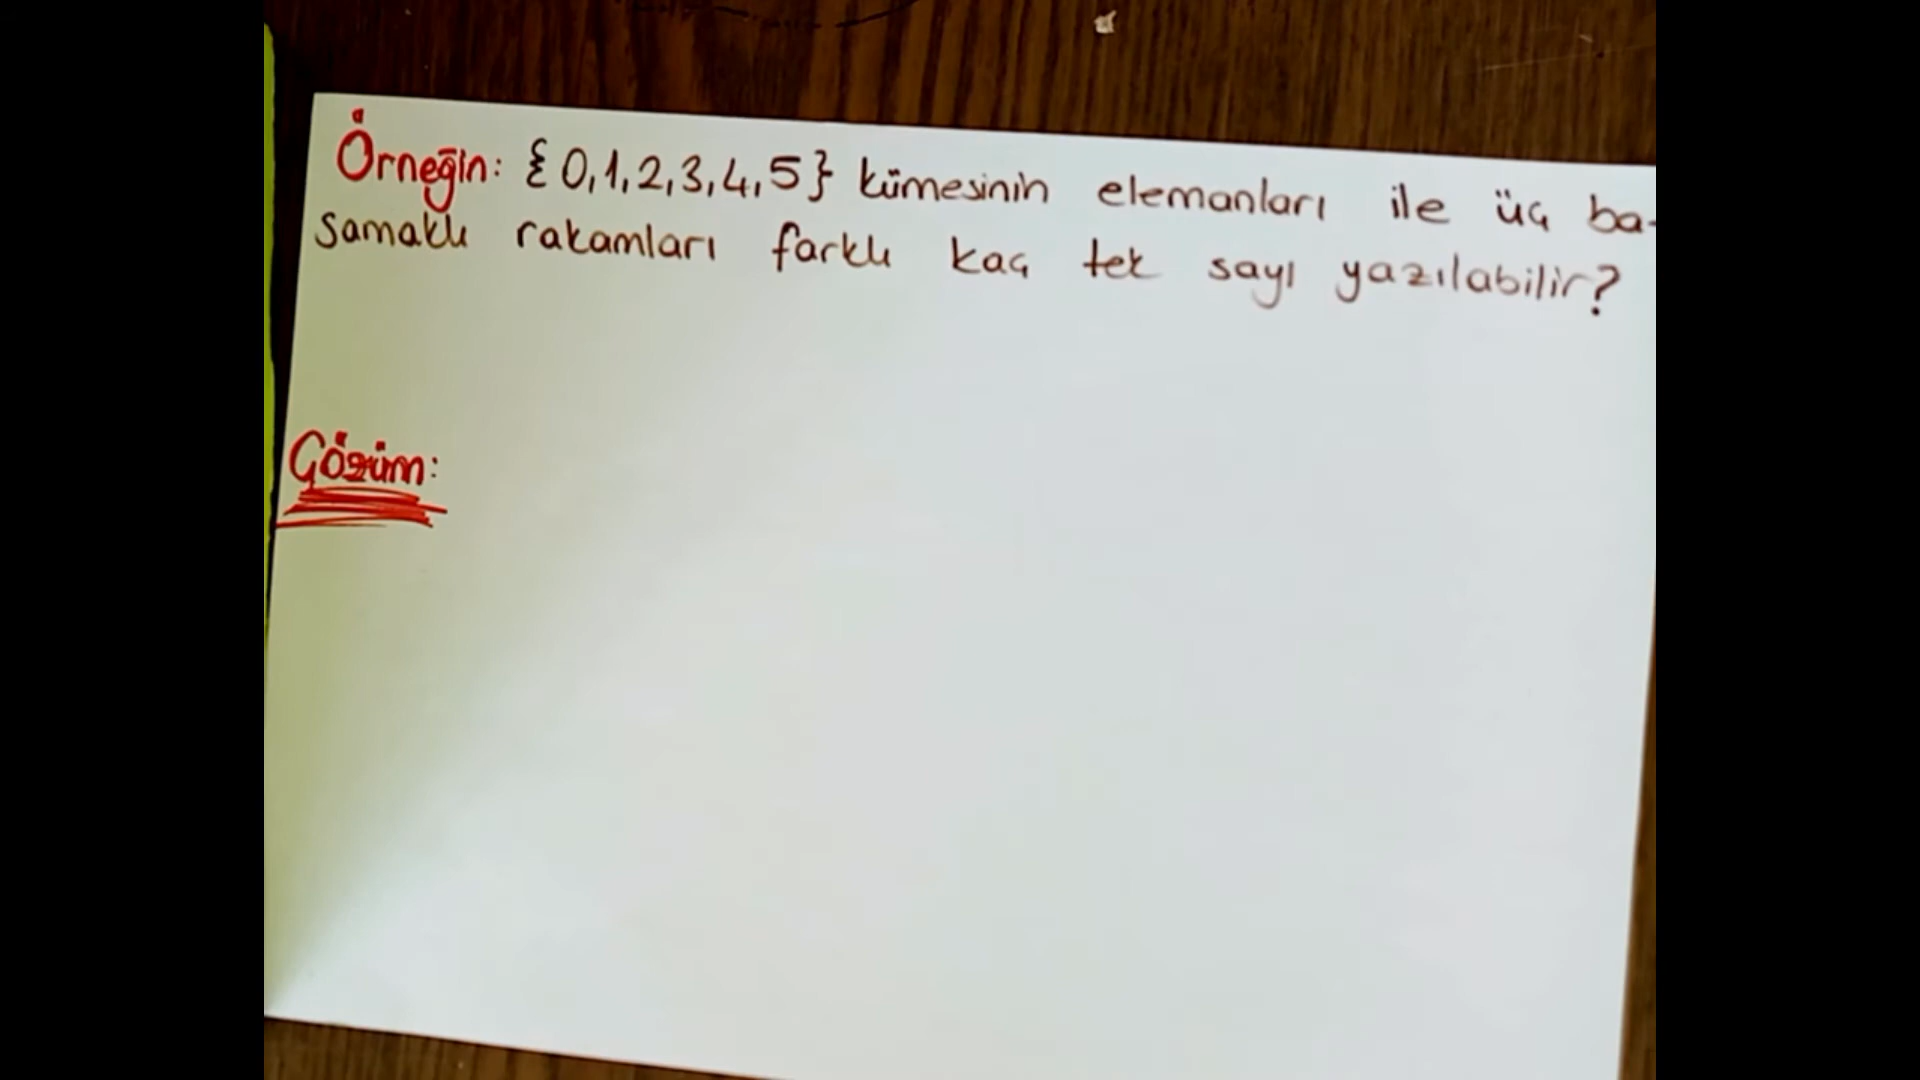 Örneğin: {0,1,2,3,4,5} kümesinin elemanları ile üç ba-
samaklı rakamları farklı kaç tek sayı yazılabilir?
Çözüm: